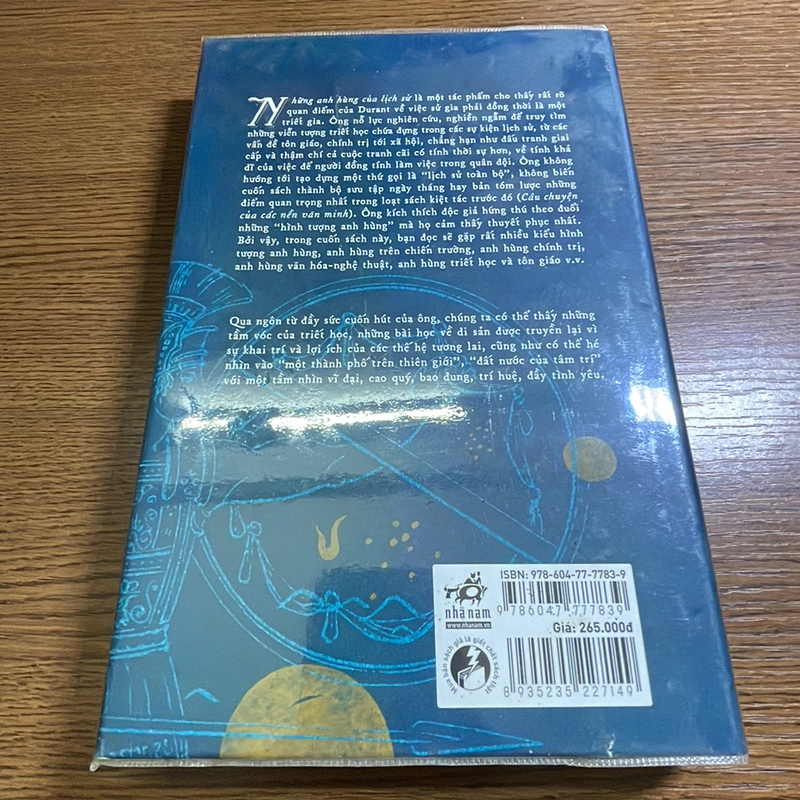 Những anh hùng của lịch sử là một tác phẩm cho thấy rất rõ
quan điểm của Durant về việc sử gia phải đồng thời là một
triết gia. Ông nỗ lực nghiên cứu, nghiền ngẫm để truy tìm
những viễn tượng triết học chứa đựng trong các sự kiện lịch sử, từ các
vấn đề tôn giáo, chính trị tới xã hội, chẳng hạn như đấu tranh giai
cấp và thậm chí cả cuộc tranh cãi có tính thời sự hơn, về tính khả
dĩ của việc để người đồng tính làm việc trong quân đội. Ông không
hướng tới tạo dựng một thứ gọi là “lịch sử toàn bộ”, không biến
cuốn sách thành bộ sưu tập ngày tháng hay bản tóm lược những
điểm quan trọng nhất trong loạt sách kiệt tác trước đó (Câu chuyện
của các nền văn minh). Ông kích thích độc giả hứng thú theo đuổi
những “hình tượng anh hùng” mà họ cảm thấy thuyết phục nhất.
Bởi vậy, trong cuốn sách này, bạn đọc sẽ gặp rất nhiều kiểu hình
tượng anh hùng, anh hùng trên chiến trường, anh hùng chính trị,
anh hùng văn hóa-nghệ thuật, anh hùng triết học và tôn giáo v.v.
Qua ngôn từ đầy sức cuốn hút của ông, chúng ta có thể thấy những
tầm vóc của triết học, những bài học về di sản được truyền lại vì
sự khai trí và lợi ích của các thế hệ tương lai, cũng như có thể hé
nhìn vào “một thành phố trên thiên giới”, “đất nước của tâm trí”
với một tầm nhìn vĩ đại, cao quý, bao dung, trí huệ, đầy tình yêu.
ISBN: 978-604-77-7783-9
9 786047 777839
nhã nam
www.nhanam.vn
Giá: 265.000đ
Mua bán sách giả là giết chết sách thật
8 935235 227149